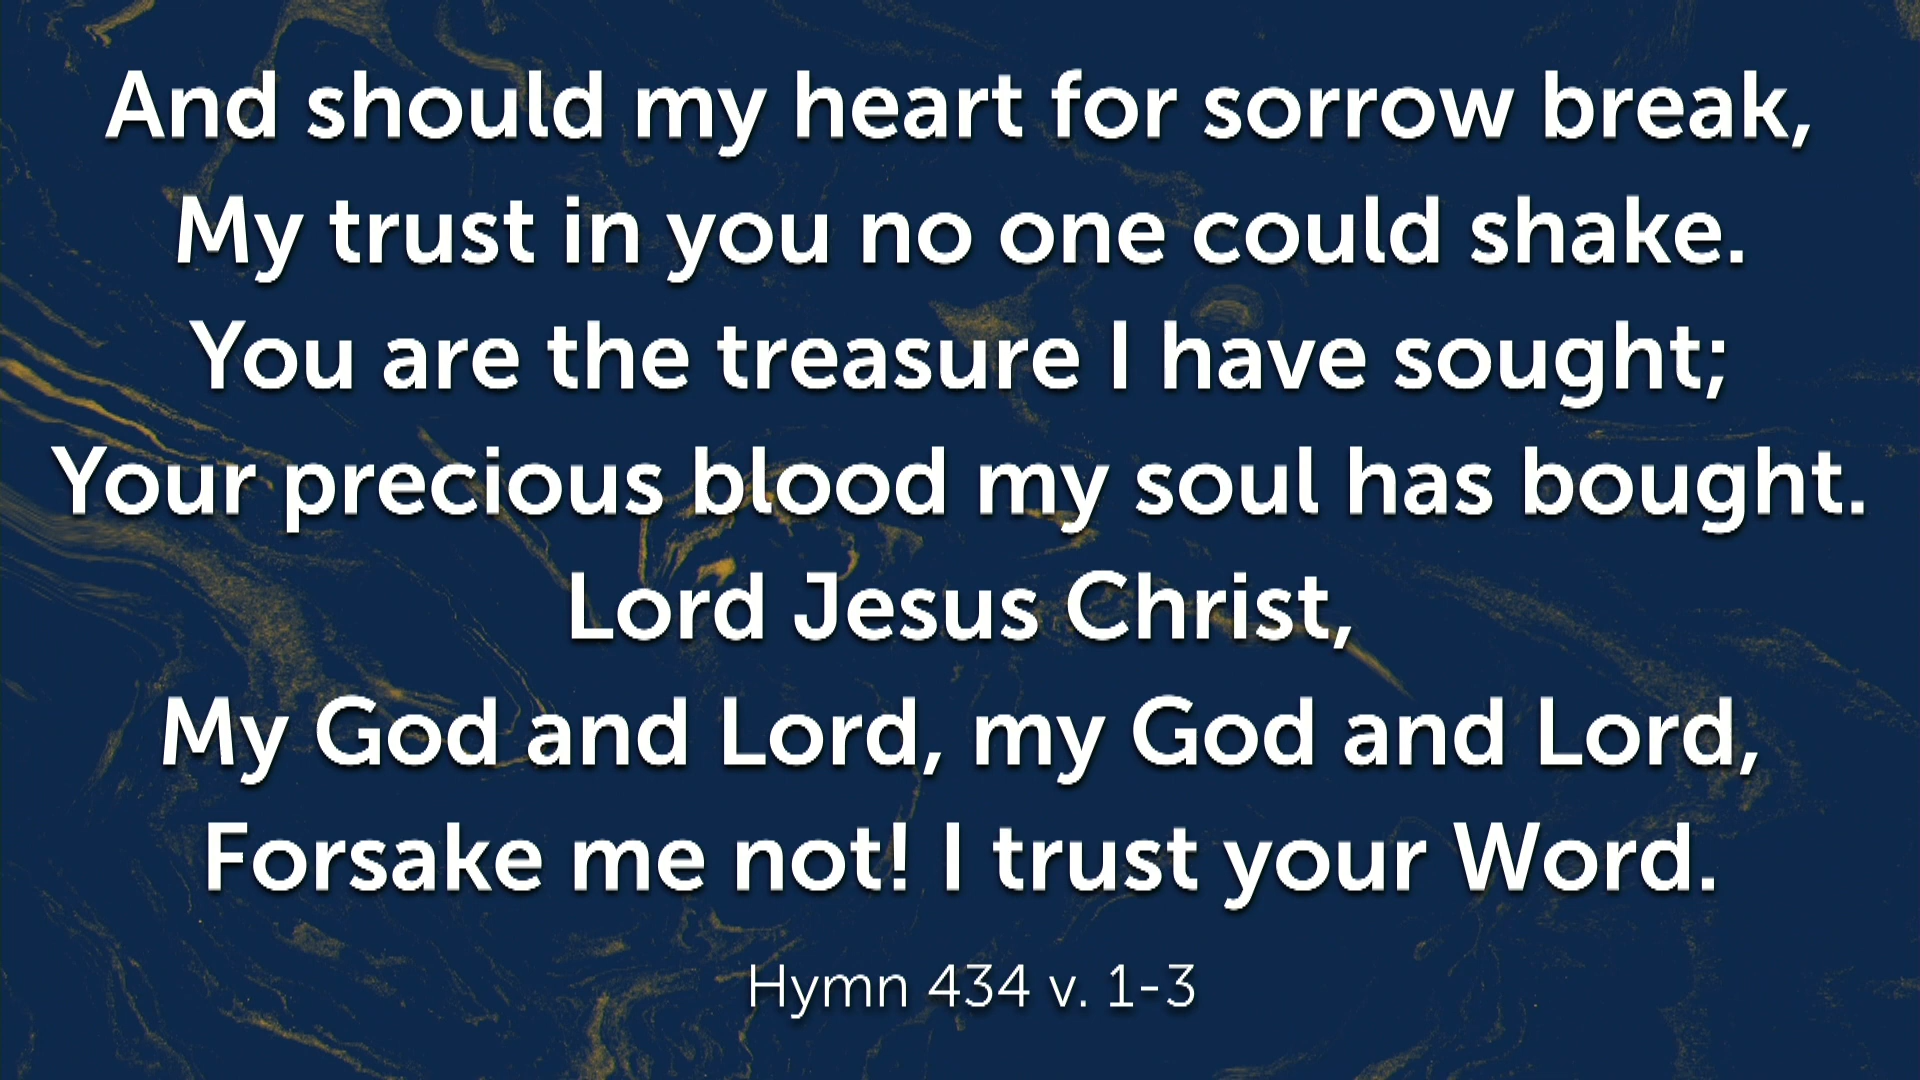 And should my heart for sorrow break,
My trust in you no one could shake.
You are the treasure I have sought;
Your precious blood my soul has bought.
Lord Jesus Christ,
My God and Lord, my God and Lord,
Forsake me not! I trust your Word.
Hymn 434 v. 1-3